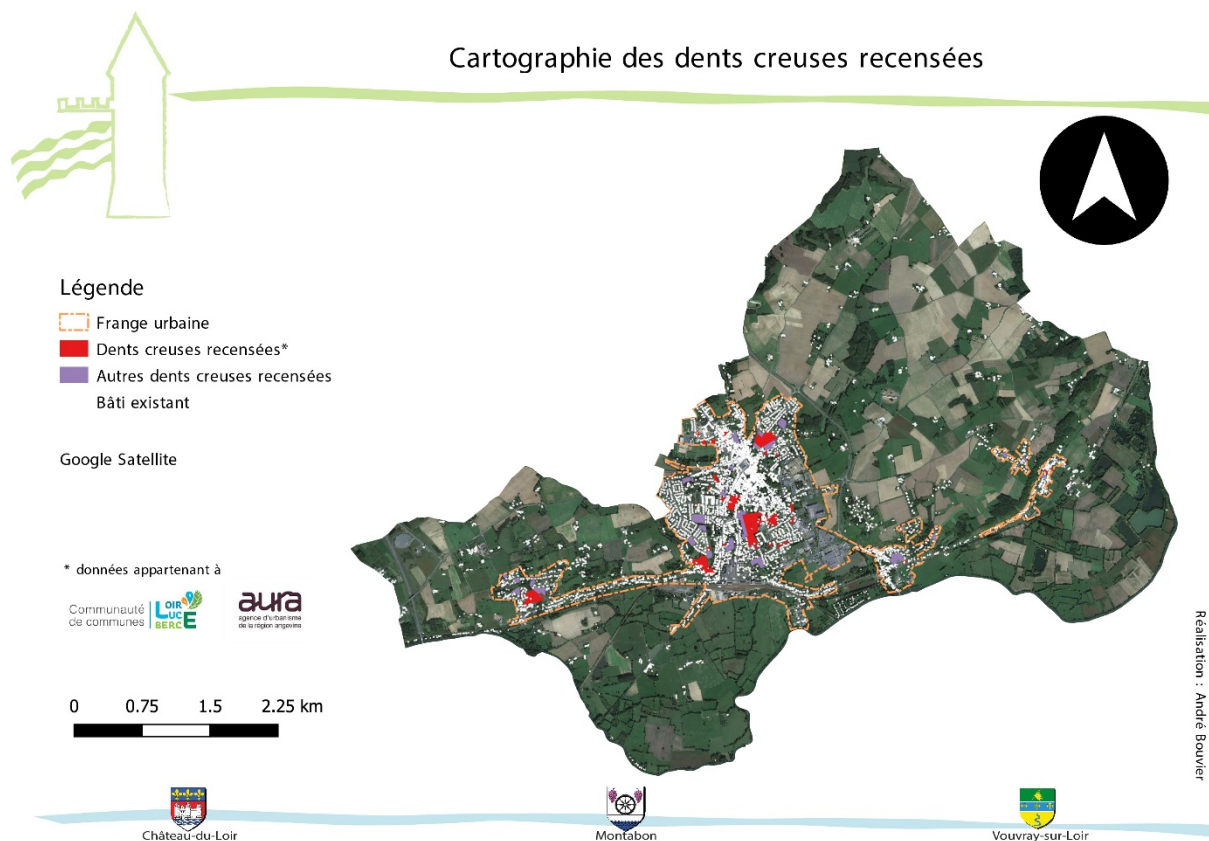 Cartographie des dents creuses recensées
Légende
Frange urbaine
Dents creuses recensées*
Autres dents creuses recensées
Bâti existant
Google Satellite
* données appartenant à
Communauté
de communes
LOIR
LUCE
BERCÉ
aura
agence d'urbanisme
de la région angevine
0 0.75 1.5 2.25 km
Réalisation : André Bouvier
Château-du-Loir
Montabon
Vouvray-sur-Loir